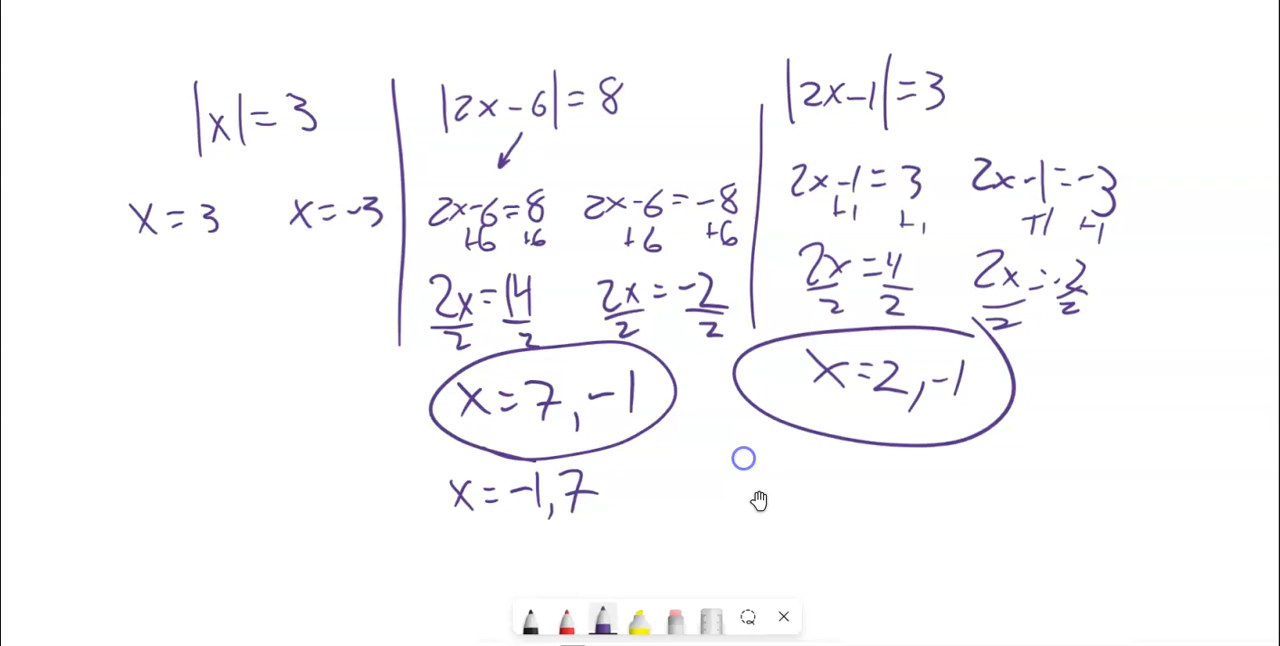 |x| = 3
x = 3 x = -3
|2x - 6| = 8
2x - 6 = 8 2x - 6 = -8
+6 +6 +6 +6
2x = 14 2x = -2
2 2 2 2
x = 7, -1
x = -1, 7
|2x - 1| = 3
2x - 1 = 3 2x - 1 = -3
+1 +1 +1 +1
2x = 4 2x = -2
2 2 2 2
x = 2, -1